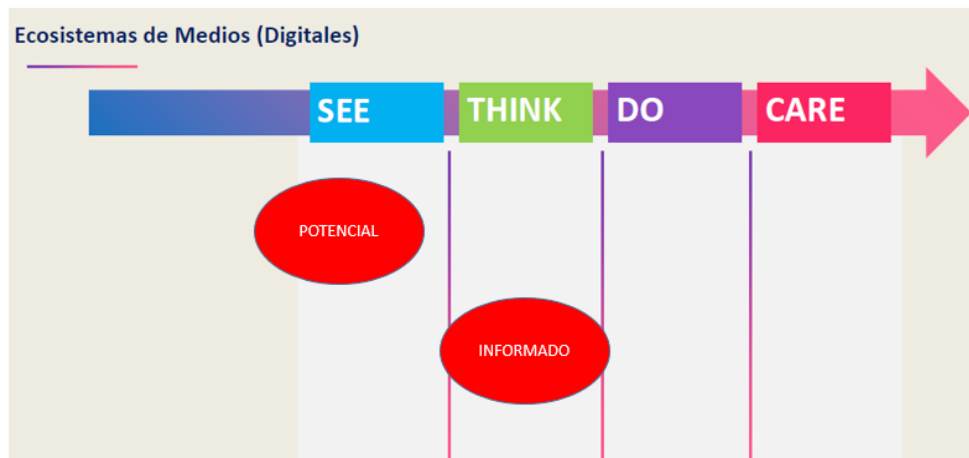 Ecosistemas de Medios (Digitales)
SEE
THINK
DO
CARE
POTENCIAL
INFORMADO